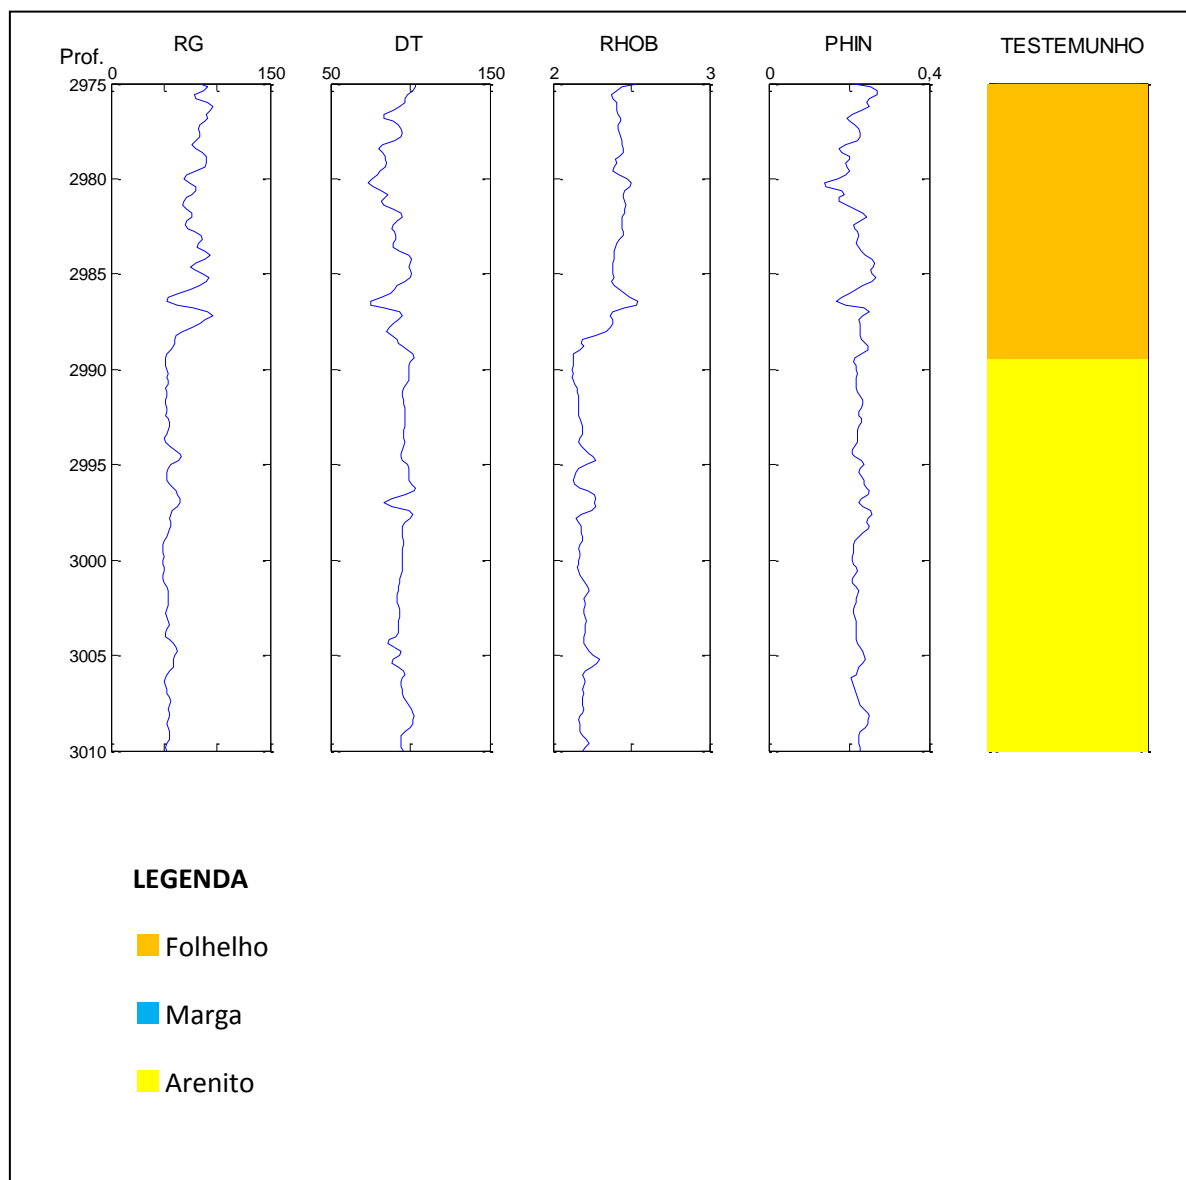 RG DT RHOB PHIN TESTEMUNHO
Prof.
0 150 50 150 2 3 0 0,4
2975
2980
2985
2990
2995
3000
3005
3010
LEGENDA
Folhelho
Marga
Arenito